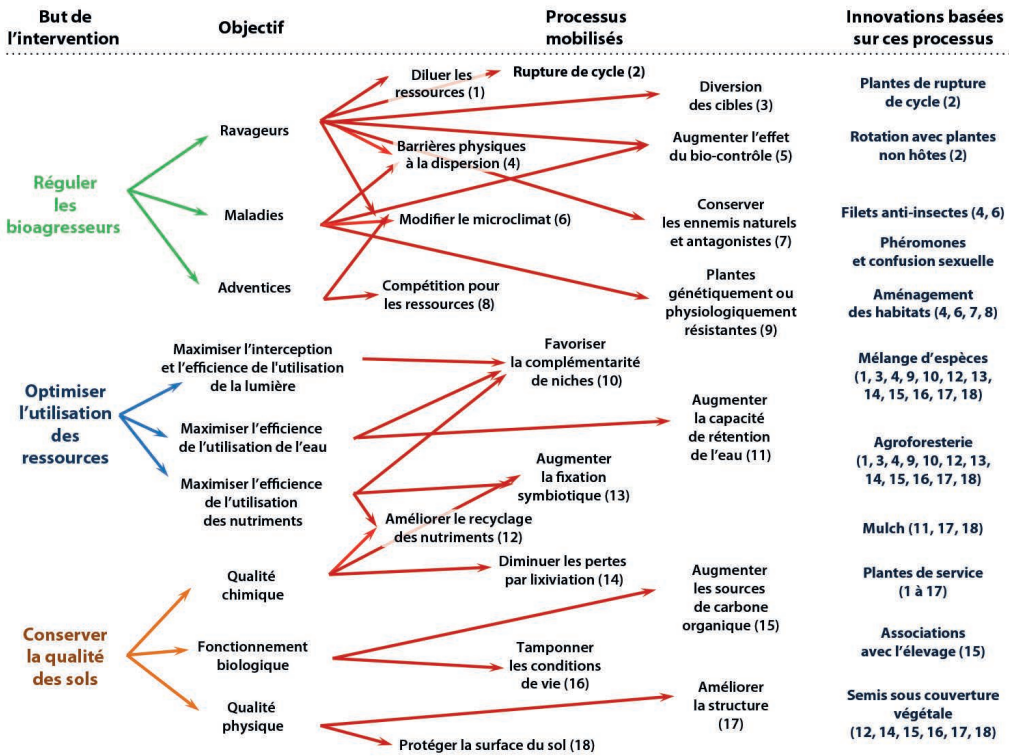 But de
l'intervention
Objectif
Processus
mobilisés
Innovations basées
sur ces processus
Réguler
les
bioagresseurs
Ravageurs
Maladies
Adventices
Diluer les
ressources (1)
Rupture de cycle (2)
Diversion
des cibles (3)
Barrières physiques
à la dispersion (4)
Augmenter l'effet
du bio-contrôle (5)
Modifier le microclimat (6)
Conserver
les ennemis naturels
et antagonistes (7)
Compétition pour
les ressources (8)
Plantes
génétiquement ou
physiologiquement
résistantes (9)
Optimiser
l'utilisation
des
ressources
Maximiser l'interception
et l'efficience de l'utilisation
de la lumière
Maximiser l'efficience
de l'utilisation de l'eau
Maximiser l'efficience
de l'utilisation
des nutriments
Favoriser
la complémentarité
de niches (10)
Augmenter
la capacité
de rétention
de l'eau (11)
Augmenter
la fixation
symbiotique (13)
Améliorer le recyclage
des nutriments (12)
Conserver
la qualité
des sols
Qualité
chimique
Fonctionnement
biologique
Qualité
physique
Diminuer les pertes
par lixiviation (14)
Augmenter
les sources
de carbone
organique (15)
Tamponner
les conditions
de vie (16)
Améliorer
la structure
(17)
Protéger la surface du sol (18)
Plantes de rupture
de cycle (2)
Rotation avec plantes
non hôtes (2)
Filets anti-insectes (4, 6)
Phéromones
et confusion sexuelle
Aménagement
des habitats (4, 6, 7, 8)
Mélange d'espèces
(1, 3, 4, 9, 10, 12, 13,
14, 15, 16, 17, 18)
Agroforesterie
(1, 3, 4, 9, 10, 12, 13,
14, 15, 16, 17, 18)
Mulch (11, 17, 18)
Plantes de service
(1 à 17)
Associations
avec l'élevage (15)
Semis sous couverture
végétale
(12, 14, 15, 16, 17, 18)